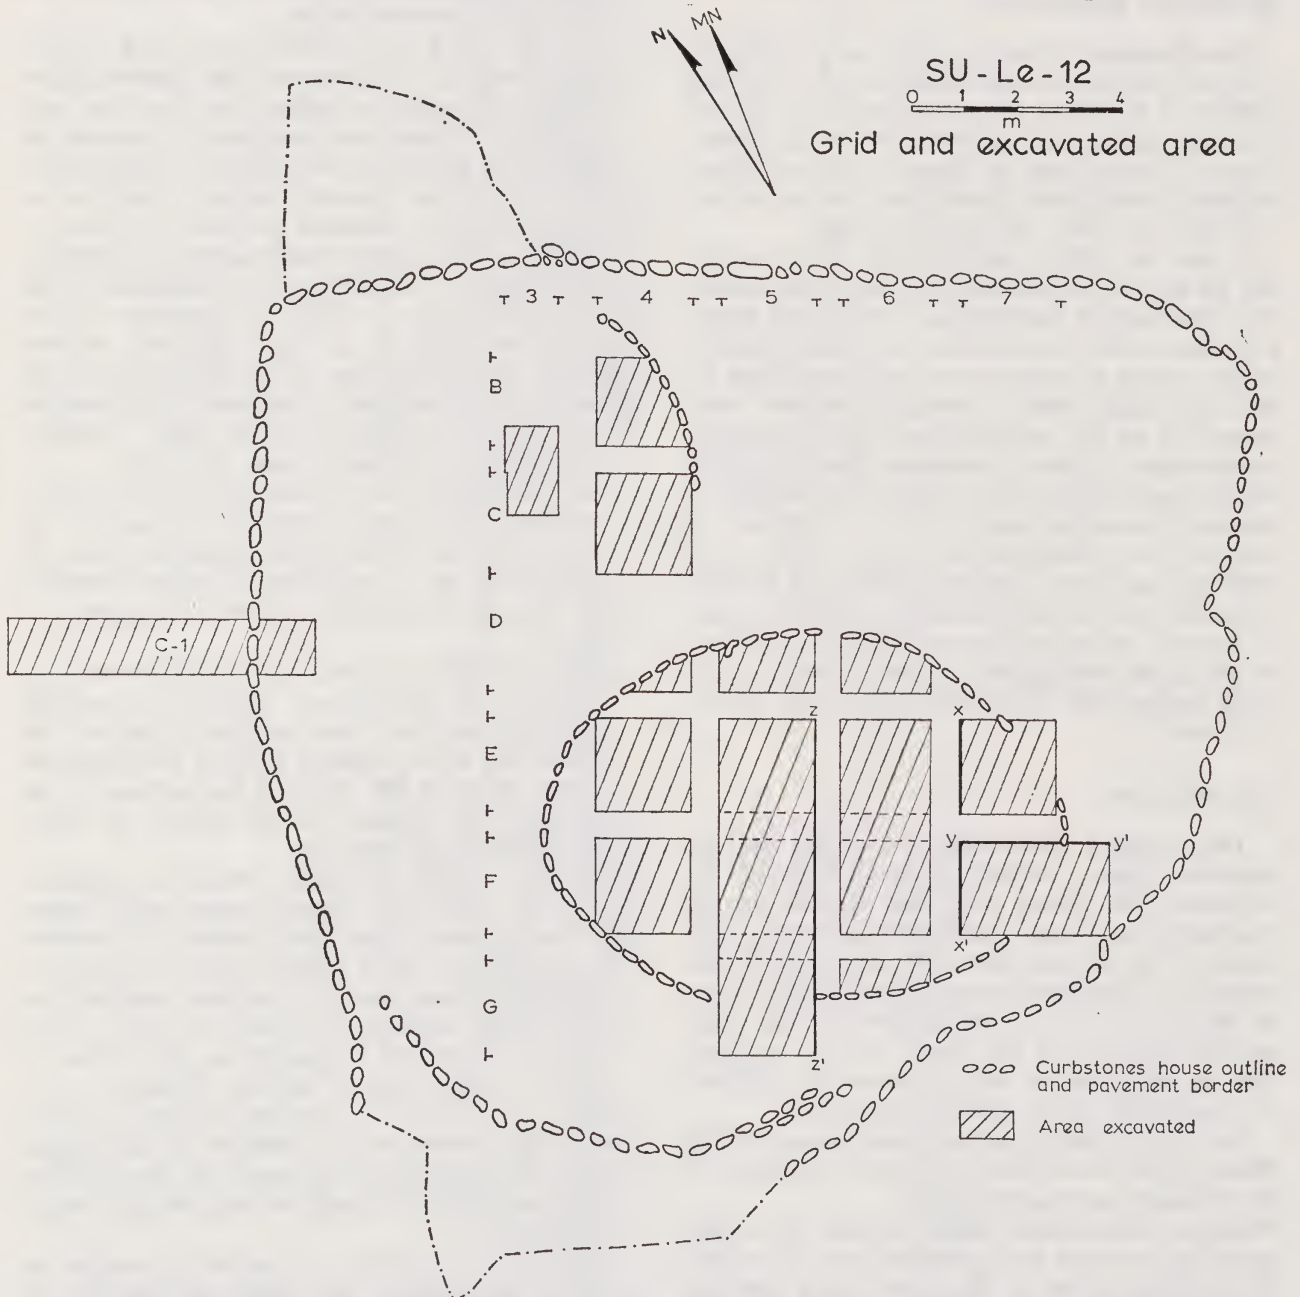 N MN
SU-Le-12
0 1 2 3 4
m
Grid and excavated area
3 4 5 6 7
B
C
D
C-1
z x
E
y y'
F
x'
G
z'
Curbstones house outline
and pavement border
Area excavated